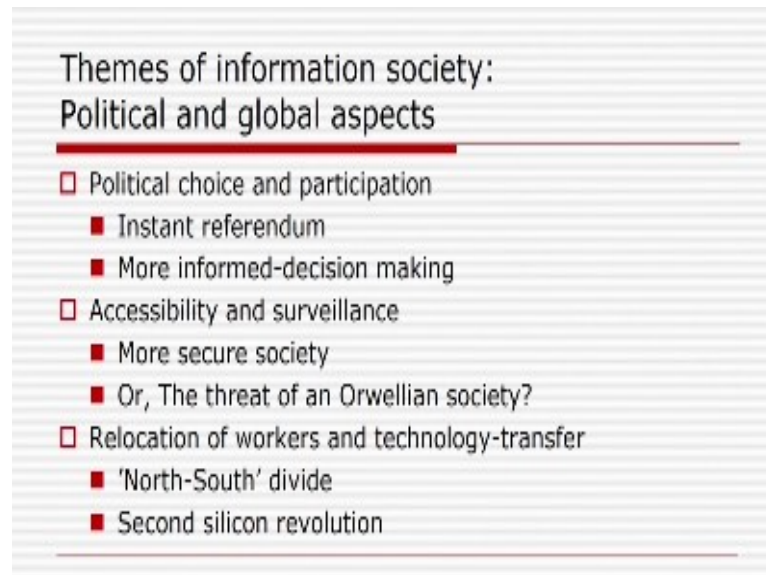 Themes of information society:
Political and global aspects
Political choice and participation
Instant referendum
More informed-decision making
Accessibility and surveillance
More secure society
Or, The threat of an Orwellian society?
Relocation of workers and technology-transfer
'North-South' divide
Second silicon revolution